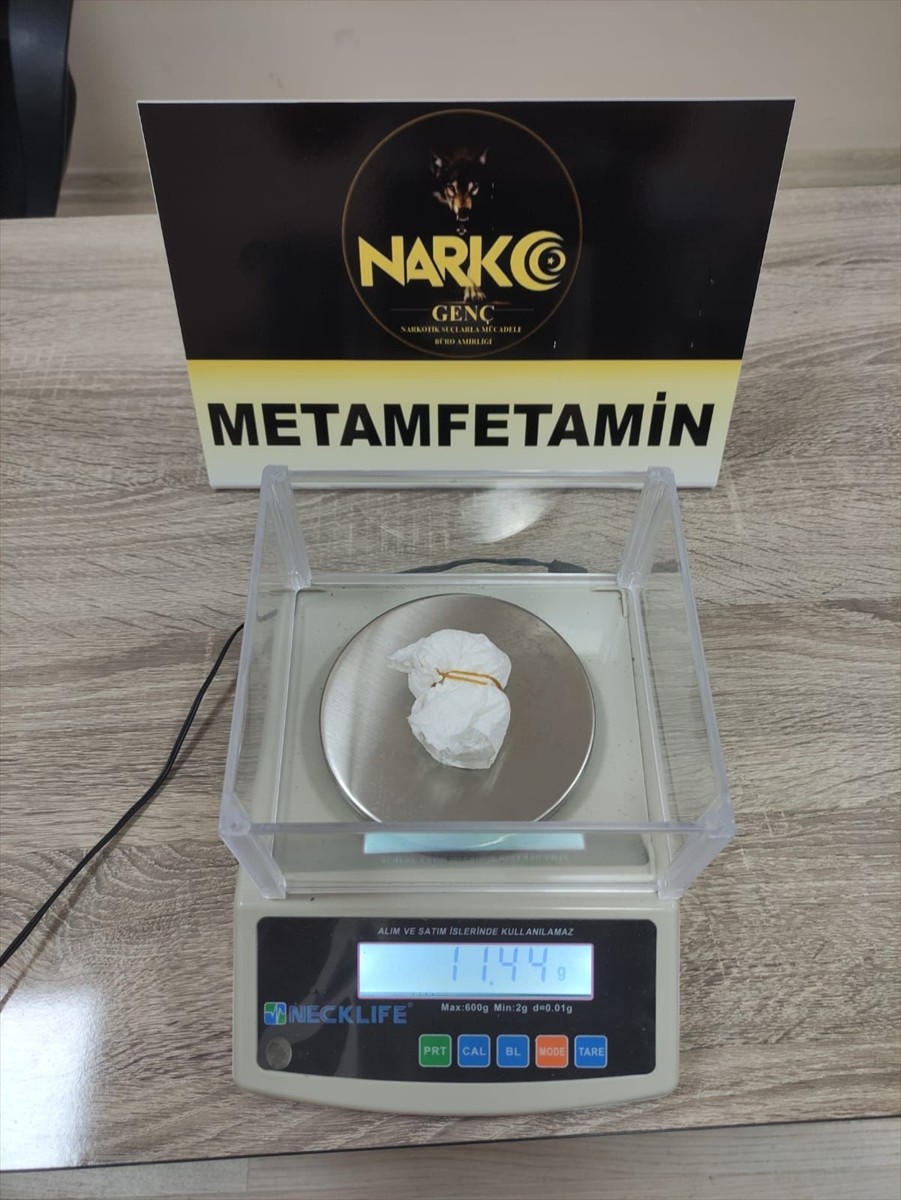 NARKO
GENÇ
NARKOTİK SUÇLARLA MÜCADELE
BÜRO AMİRLİĞİ
METAMFETAMİN
ALIM VE SATIM İSLERİNDE KULLANILAMAZ
11.44 g
NECKLIFE
Max:600g Min:2g d=0.01g
PRT CAL BL MODE TARE